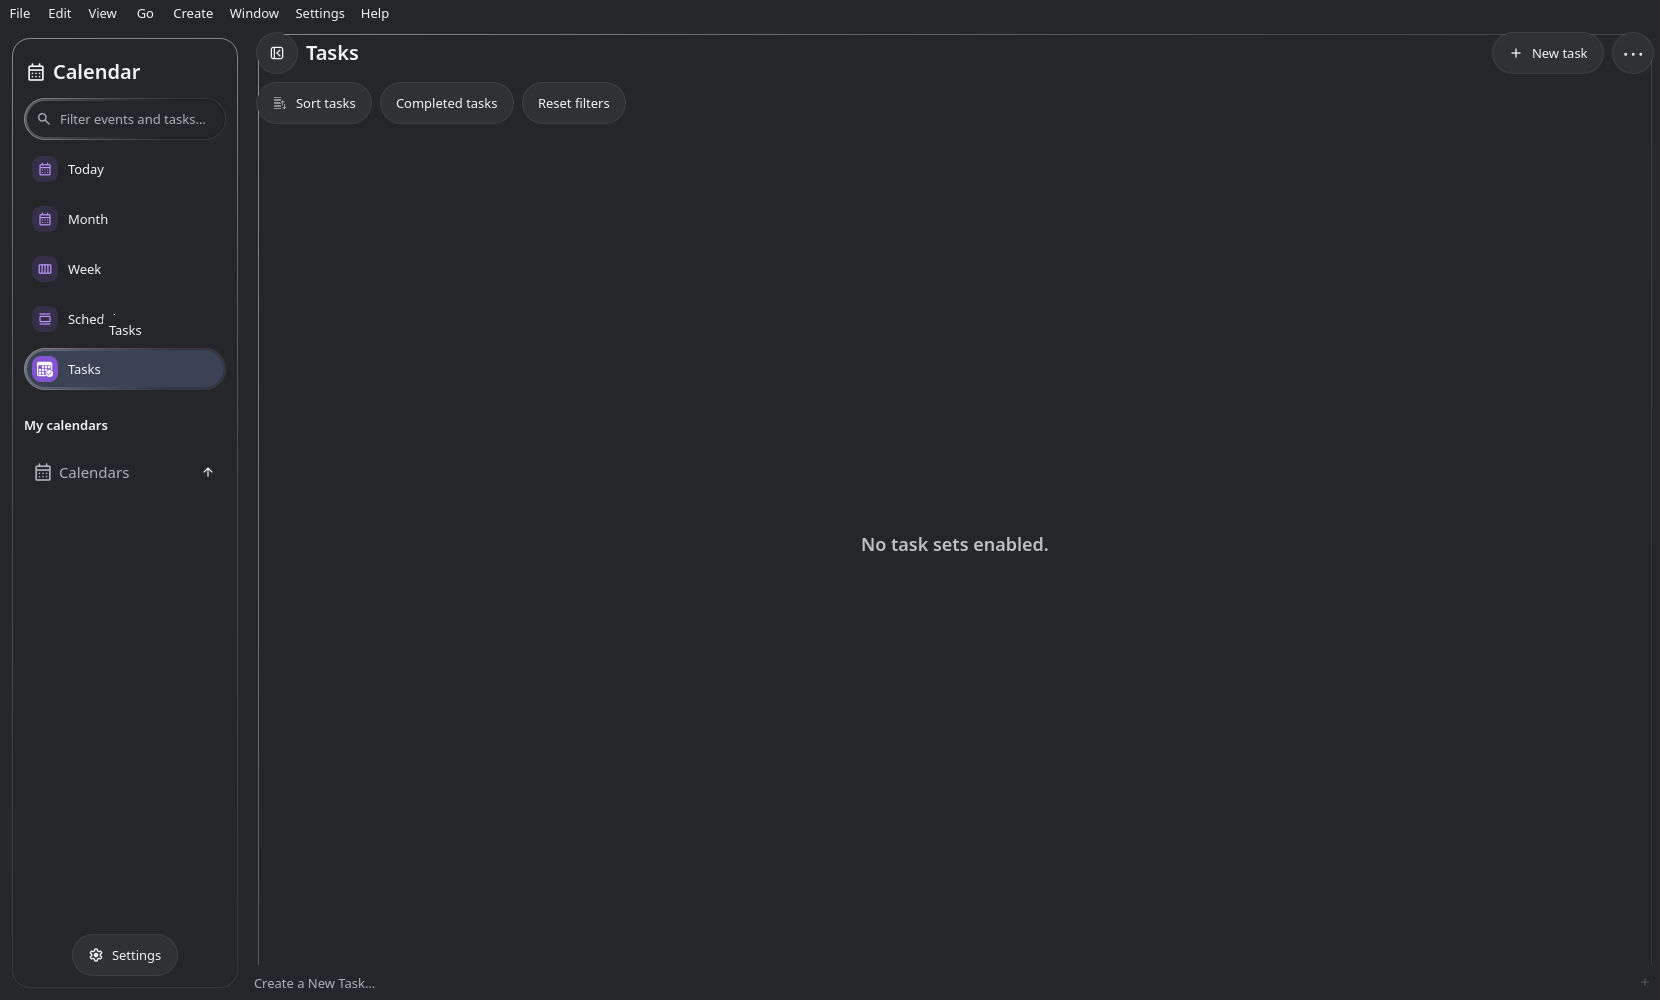 File Edit View Go Create Window Settings Help
Calendar
Filter events and tasks...
Today
Month
Week
Sched
Tasks
Tasks
My calendars
Calendars
Settings
Tasks
New task
Sort tasks
Completed tasks
Reset filters
No task sets enabled.
Create a New Task...